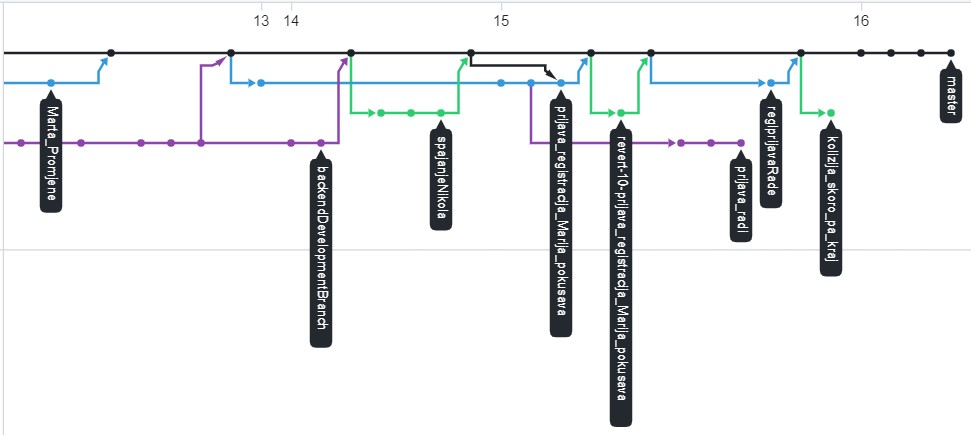 13
14
15
16
Marta_Promjene
backendDevelopmentBranch
spajanjeNikola
prijava_registracija_Marija_pokusava
revert-10-prijava_registracija_Marija_pokusava
prijava_radi
regiprijavaRade
kolizija_skoro_pa_kraj
master